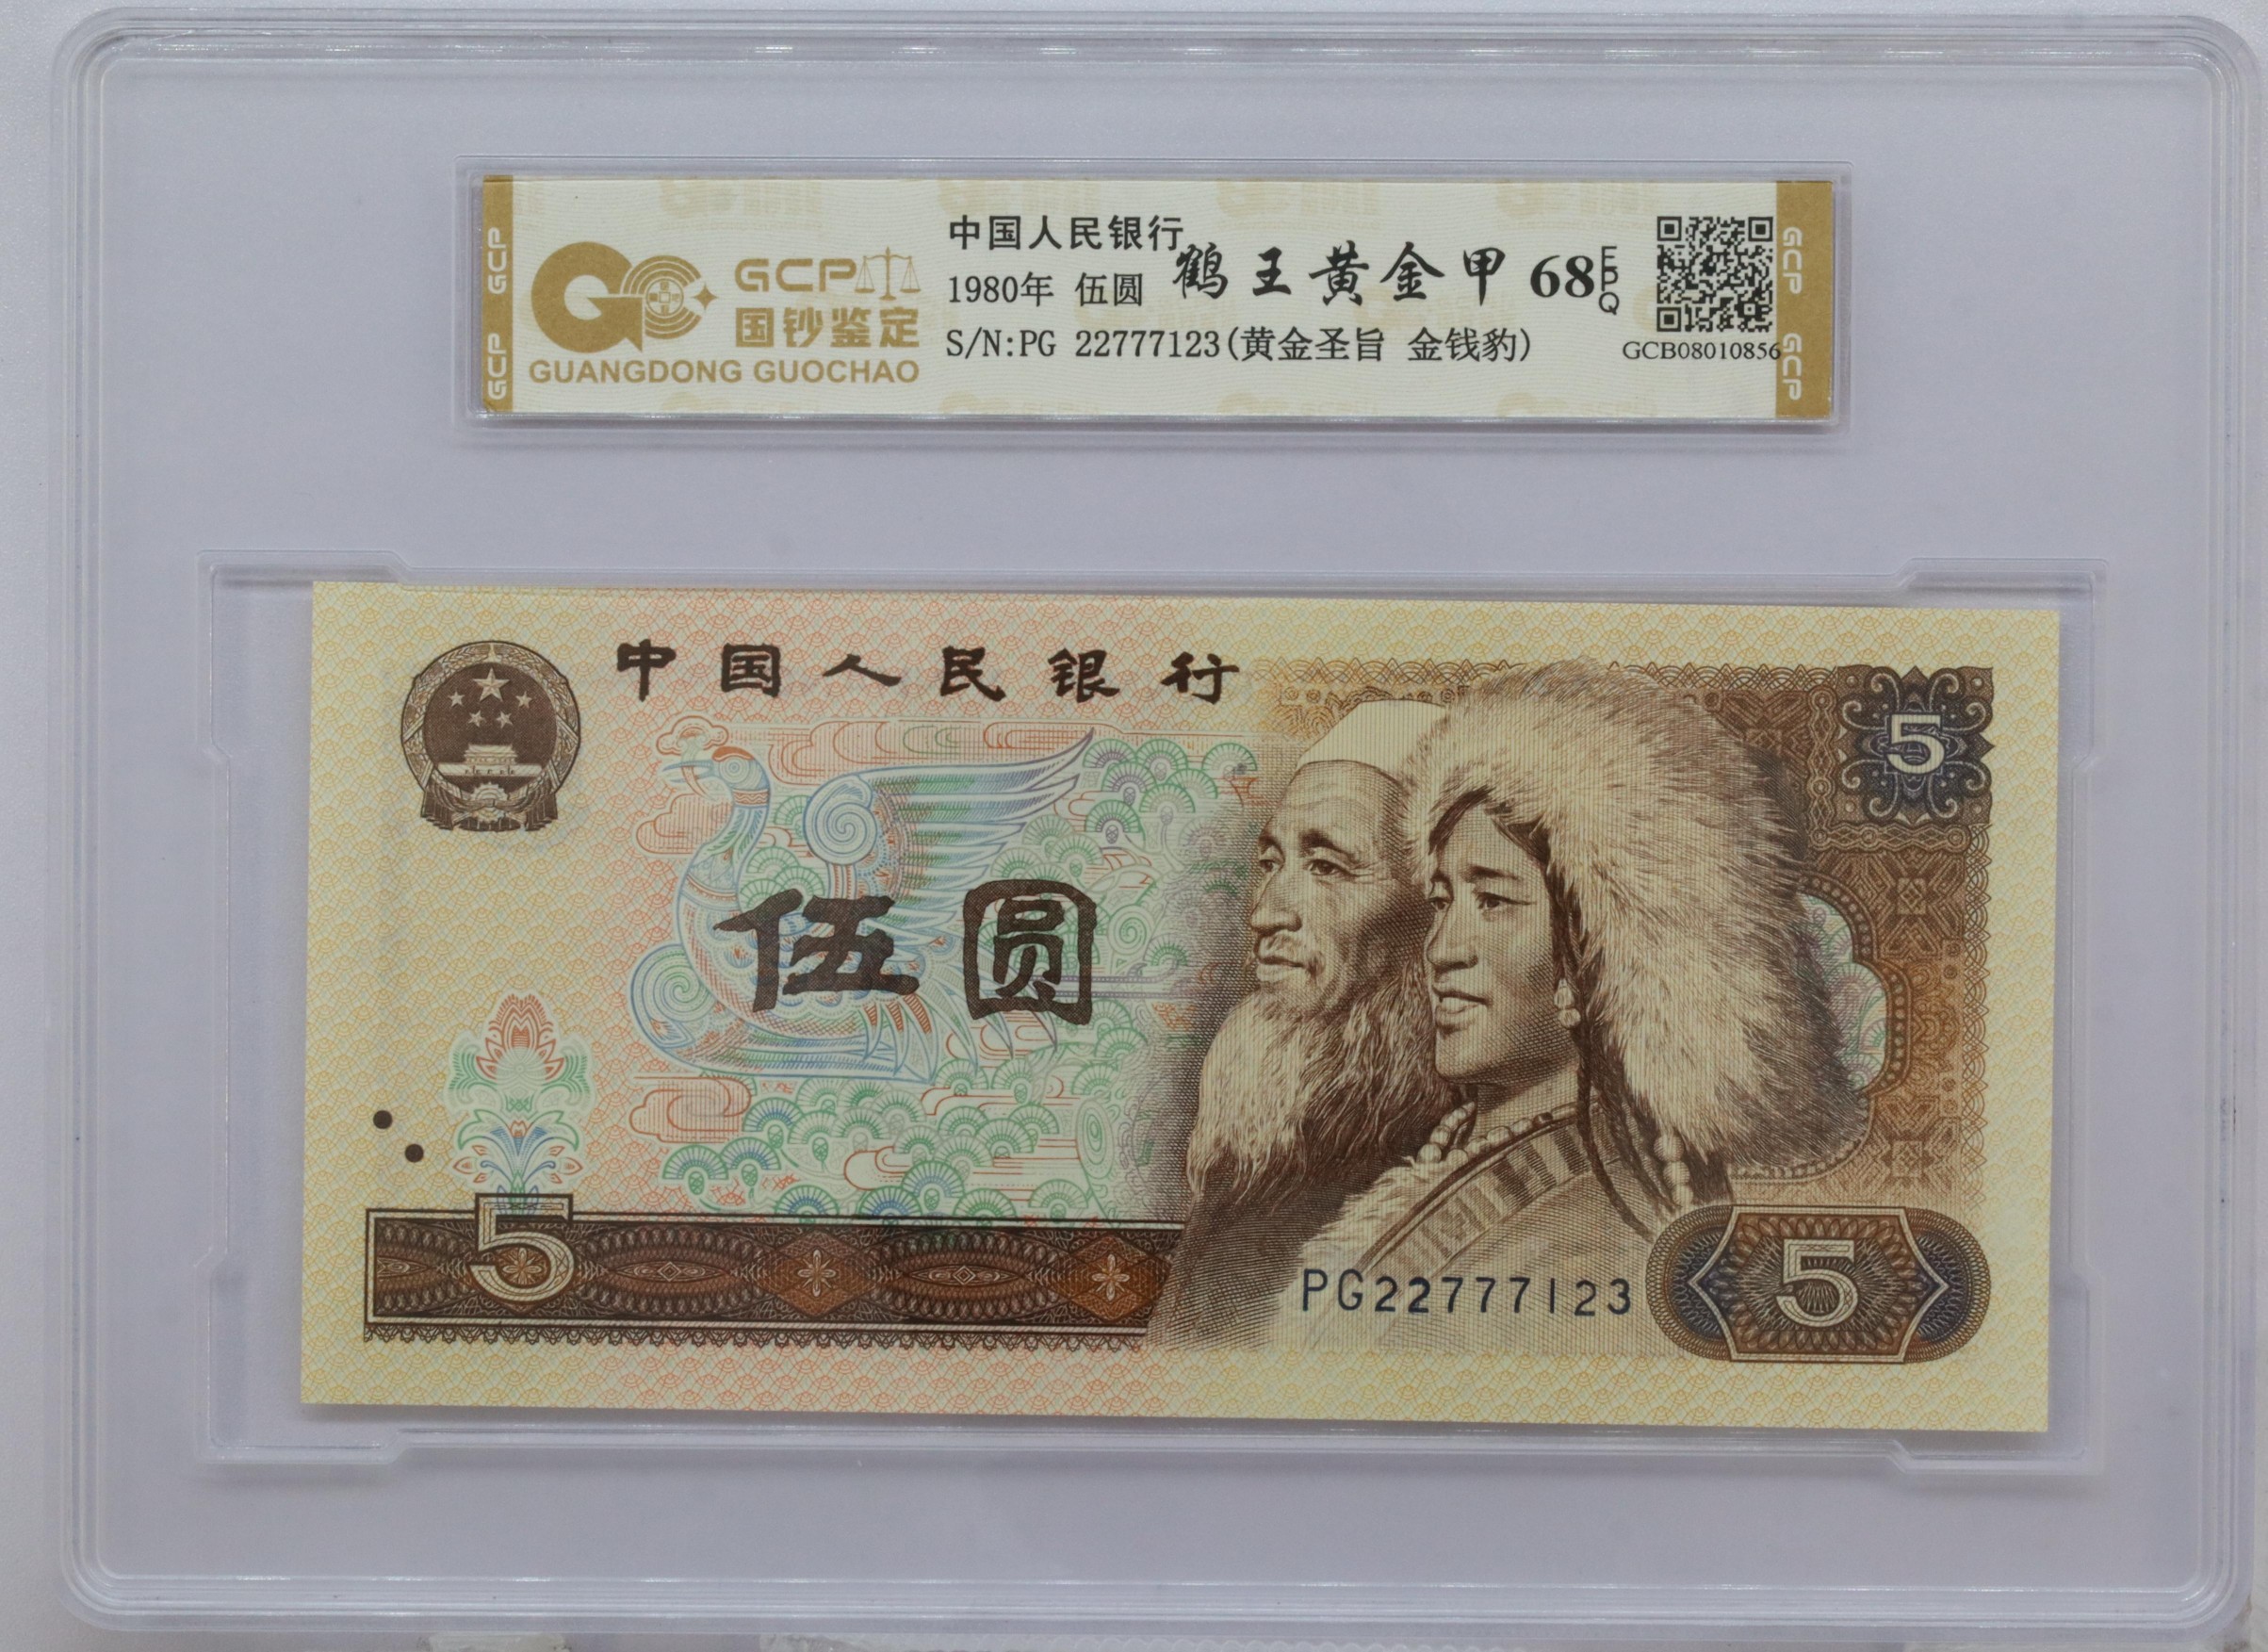 GCP GCP
GCP
国钞鉴定
GUANGDONG GUOCHAO
中国人民银行
1980年 伍圆
鹤王黄金甲 68 EPQ
S/N:PG 22777123(黄金圣旨 金钱豹)
GCB08010856
GCP GCP
中国人民银行
5
伍圆
5
PG22777123
5